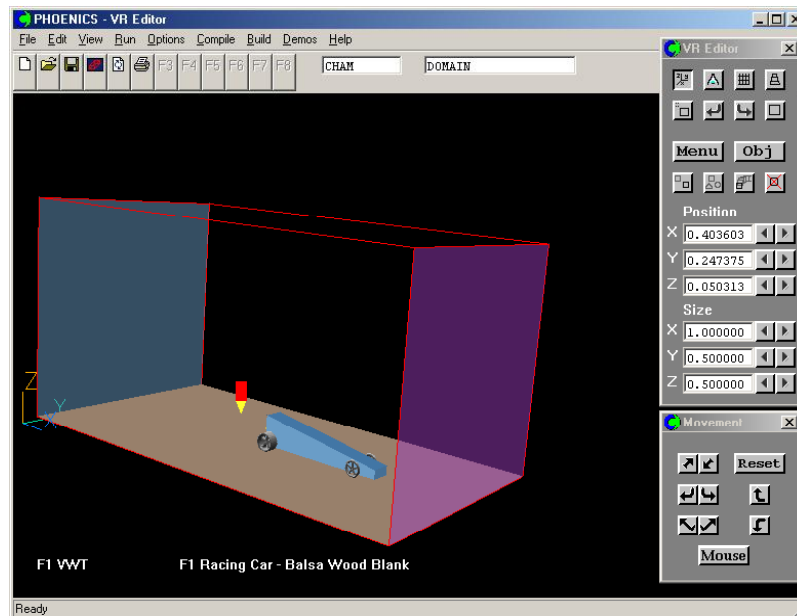 PHOENICS - VR Editor
File Edit View Run Options Compile Build Demos Help
F3 F4 F5 F6 F7 F8 CHAM DOMAIN
VR Editor
Menu Obj
Position
X 0.403603
Y 0.247375
Z 0.050313
Size
X 1.000000
Y 0.500000
Z 0.500000
Z
Y
X
Movement
Reset
Mouse
F1 VWT F1 Racing Car - Balsa Wood Blank
Ready